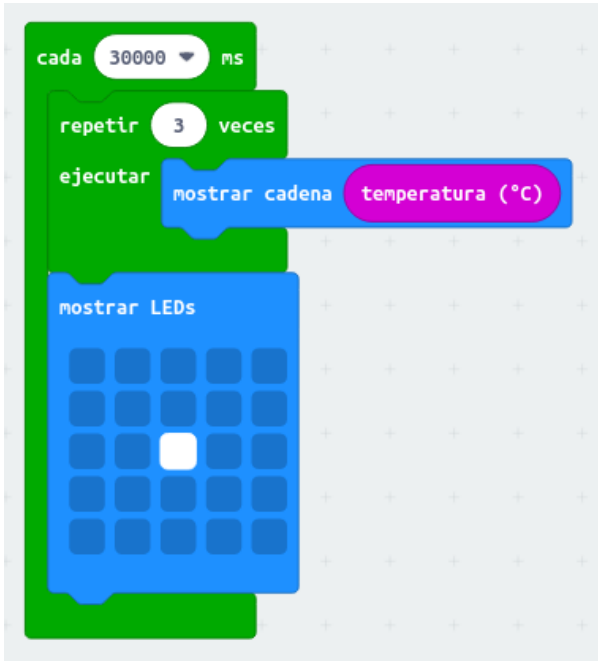 cada 30000 ms
repetir 3 veces
ejecutar
mostrar cadena temperatura (°C)
mostrar LEDs